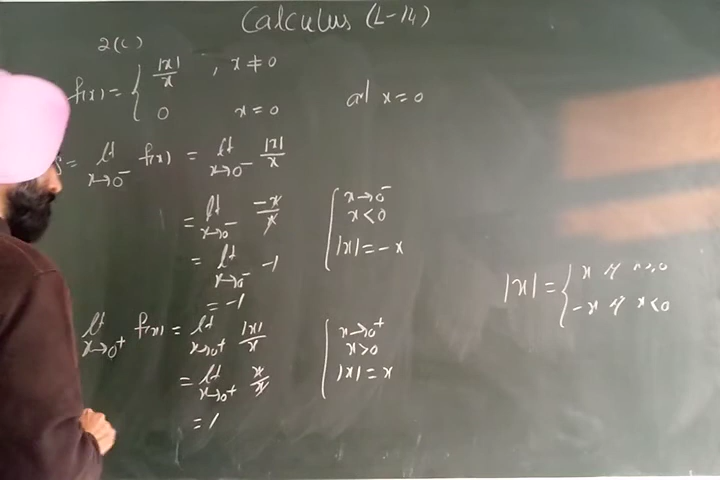 Calculus (L-14)
2(c)
f(x) = { |x|/x , x ≠ 0
0 x = 0 at x = 0
= lt x→0⁻ f(x) = lt x→0⁻ |x|/x
= lt x→0⁻ -x/x
= lt x→0⁻ -1
= -1
{ x→0⁻
x<0
|x| = -x
lt x→0⁺ f(x) = lt x→0⁺ |x|/x
= lt x→0⁺ x/x
= 1
{ x→0⁺
x>0
|x| = x
|x| = { x if x≥0
-x if x<0